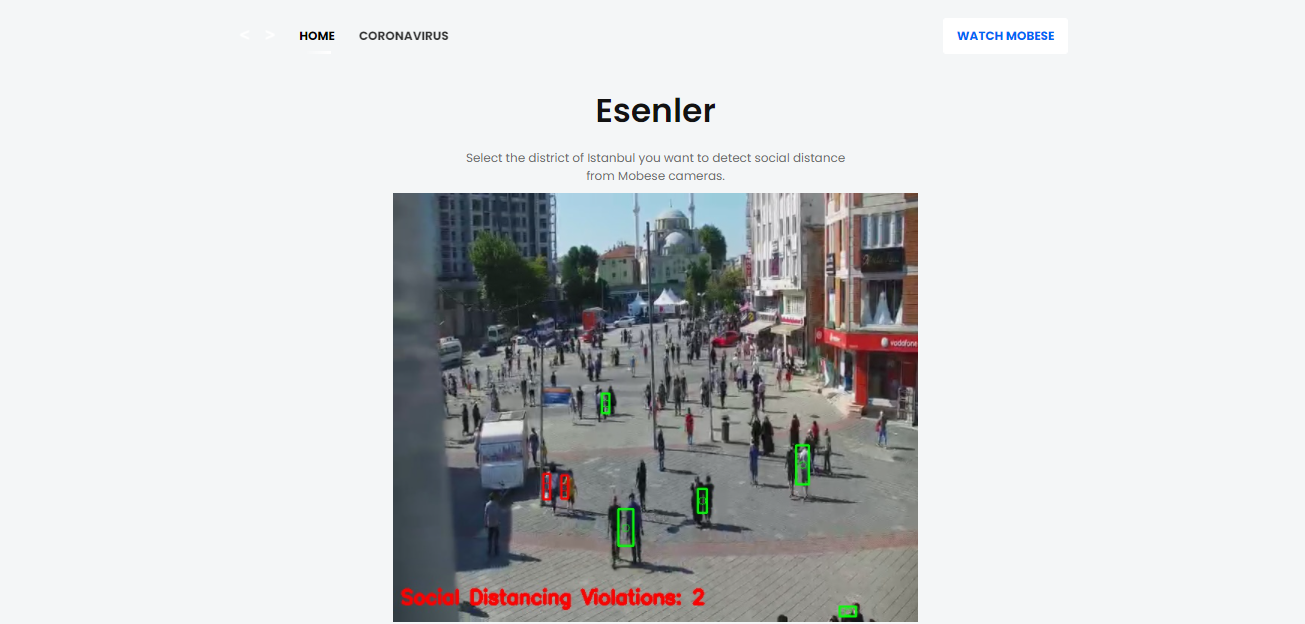 < >
HOME
CORONAVIRUS
WATCH MOBESE
Esenler
Select the district of Istanbul you want to detect social distance
from Mobese cameras.
vodafone
Social Distancing Violations: 2